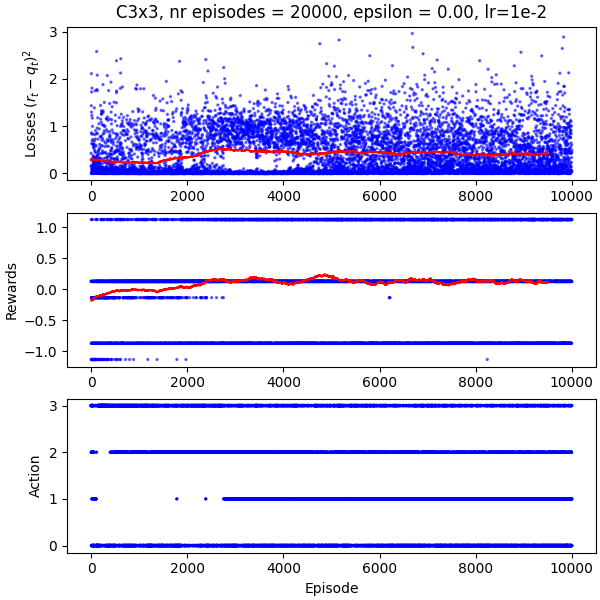 C3x3, nr episodes = 20000, epsilon = 0.00, lr=1e-2
Losses $(r_t - q_t)^2$
3
2
1
0
0 2000 4000 6000 8000 10000
Rewards
1.0
0.5
0.0
−0.5
−1.0
0 2000 4000 6000 8000 10000
Action
3
2
1
0
0 2000 4000 6000 8000 10000
Episode